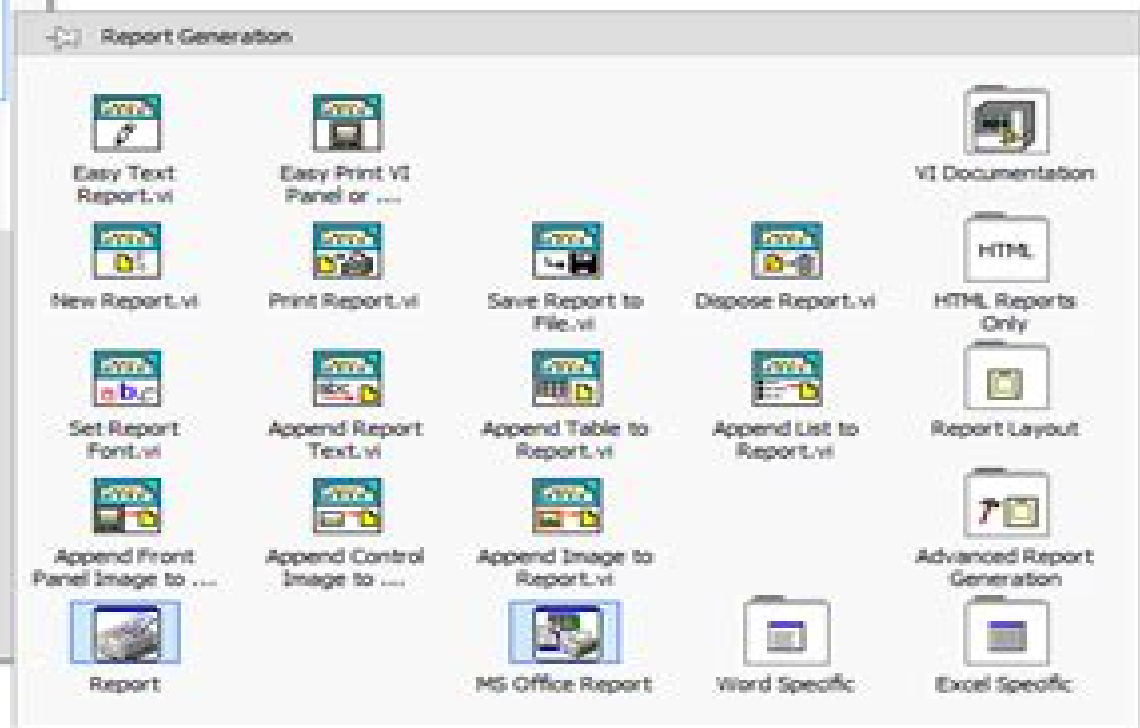 Report Generation
Easy Text
Report.vi
Easy Print VI
Panel or ....
VI Documentation
New Report.vi
Print Report.vi
Save Report to
File.vi
Dispose Report.vi
HTML
HTML Reports
Only
Set Report
Font.vi
abc
Append Report
Text.vi
Append Table to
Report.vi
Append List to
Report.vi
Report Layout
Append Front
Panel Image to ....
Append Control
Image to ....
Append Image to
Report.vi
Advanced Report
Generation
Report
MS Office Report
Word Specific
Excel Specific